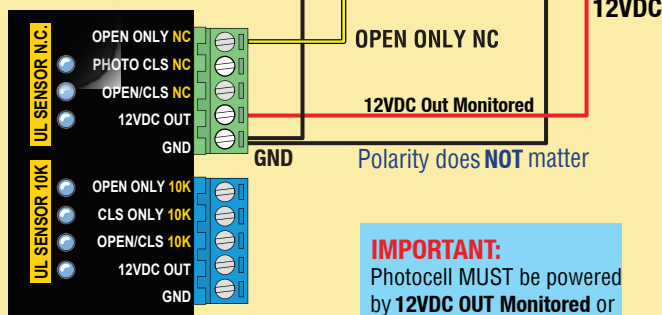 12VDC
UL SENSOR N.C.
OPEN ONLY NC
PHOTO CLS NC
OPEN/CLS NC
12VDC OUT
GND
OPEN ONLY NC
12VDC Out Monitored
GND
Polarity does NOT matter
UL SENSOR 10K
OPEN ONLY 10K
CLS ONLY 10K
OPEN/CLS 10K
12VDC OUT
GND
IMPORTANT:
Photocell MUST be powered
by 12VDC OUT Monitored or